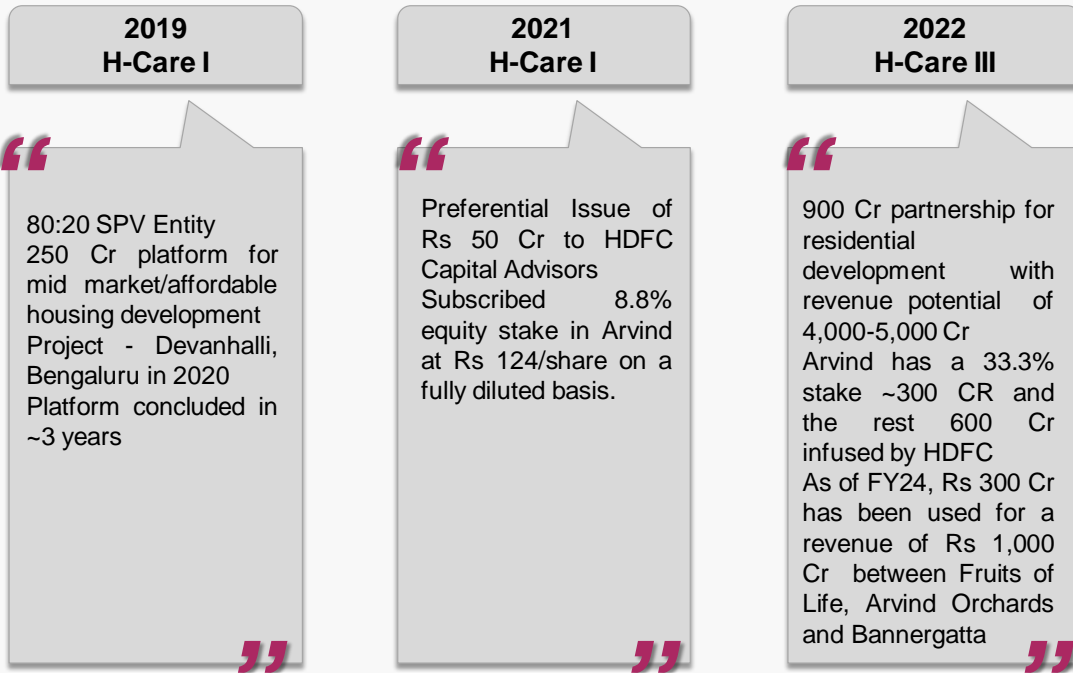 2019
H-Care I
“
80:20 SPV Entity
250 Cr platform for
mid market/affordable
housing development
Project - Devanhalli,
Bengaluru in 2020
Platform concluded in
~3 years
”
2021
H-Care I
“
Preferential Issue of
Rs 50 Cr to HDFC
Capital Advisors
Subscribed 8.8%
equity stake in Arvind
at Rs 124/share on a
fully diluted basis.
”
2022
H-Care III
“
900 Cr partnership for
residential
development with
revenue potential of
4,000-5,000 Cr
Arvind has a 33.3%
stake ~300 CR and
the rest 600 Cr
infused by HDFC
As of FY24, Rs 300 Cr
has been used for a
revenue of Rs 1,000
Cr between Fruits of
Life, Arvind Orchards
and Bannergatta
”